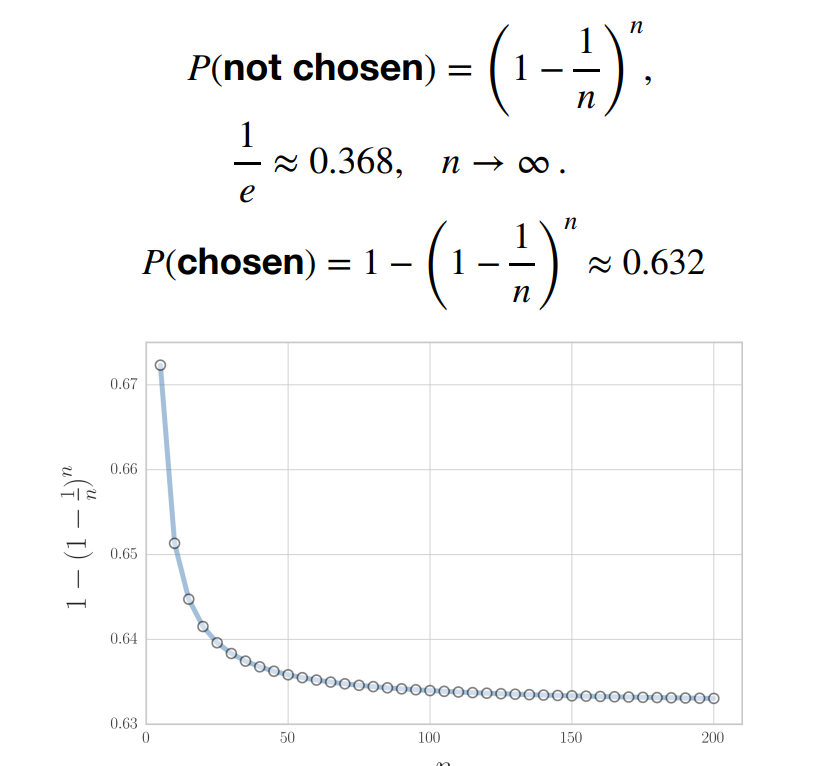 P(not chosen) = (1 − 1/n)^n,
1/e ≈ 0.368, n → ∞.
P(chosen) = 1 − (1 − 1/n)^n ≈ 0.632
1 − (1 − 1/n)^n
0.67
0.66
0.65
0.64
0.63
0 50 100 150 200